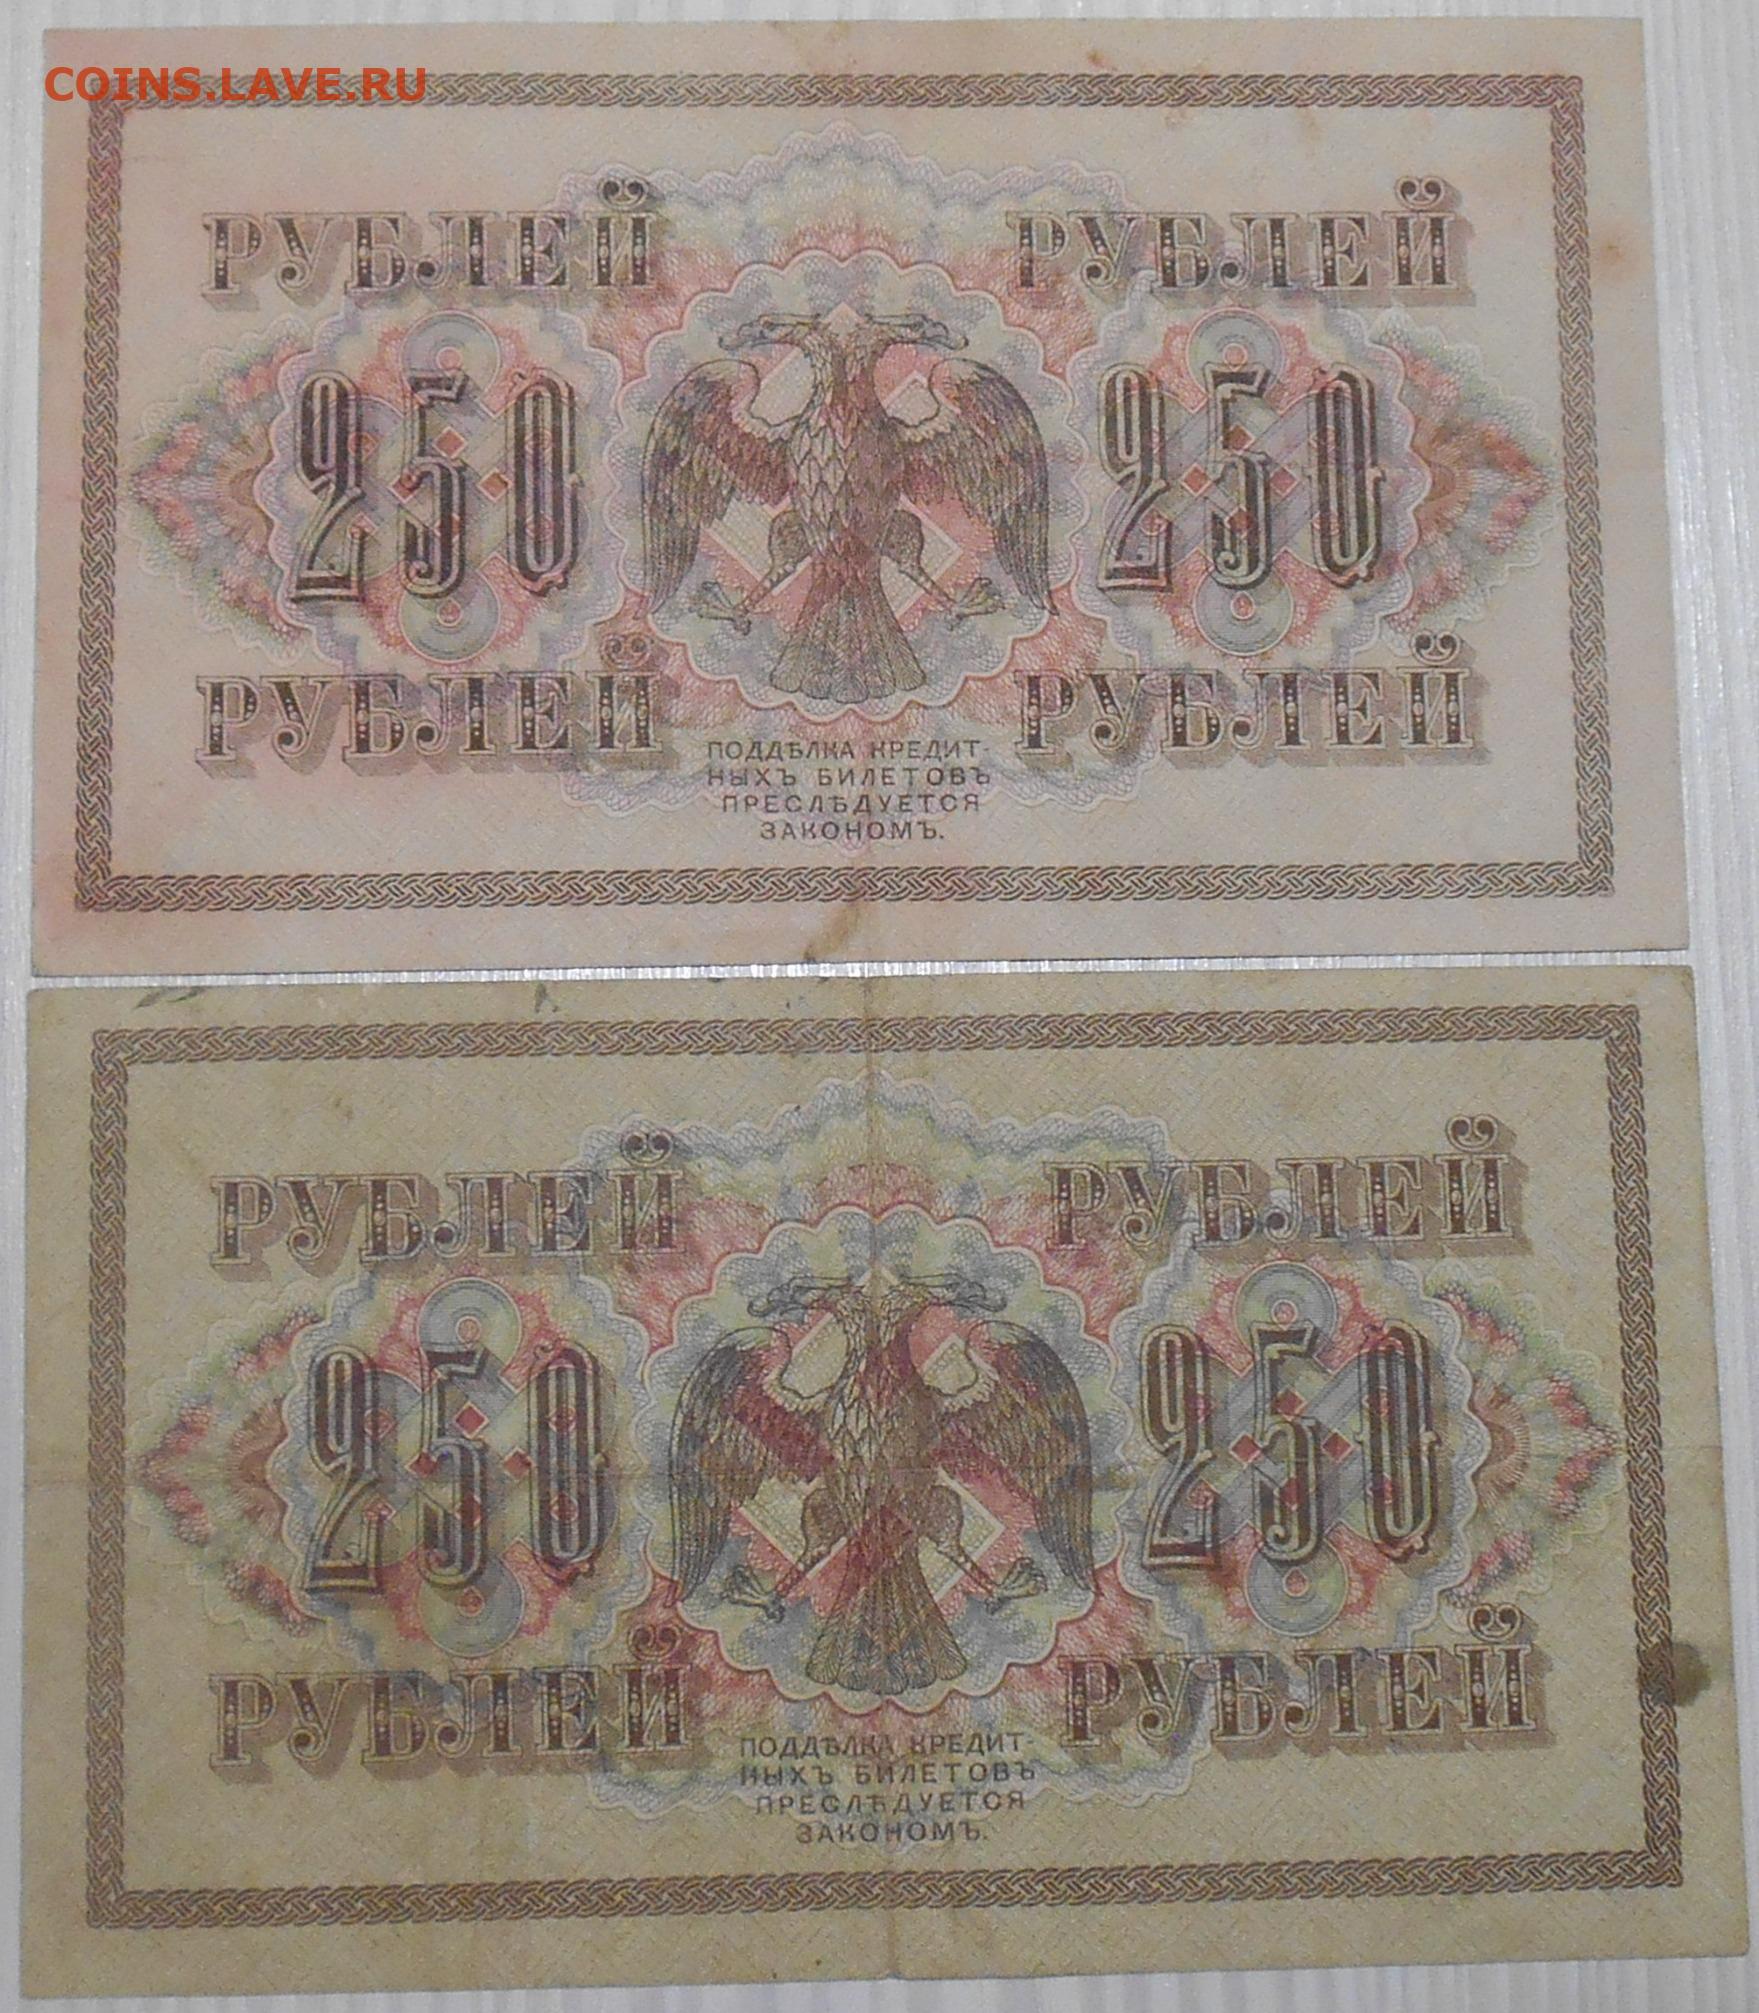 COINS.LAVE.RU
РУБЛЕЙ РУБЛЕЙ
250 250
РУБЛЕЙ РУБЛЕЙ
ПОДДѢЛКА КРЕДИТ-
НЫХЪ БИЛЕТОВЪ
ПРЕСЛѢДУЕТСЯ
ЗАКОНОМЪ.
РУБЛЕЙ РУБЛЕЙ
250 250
РУБЛЕЙ РУБЛЕЙ
ПОДДѢЛКА КРЕДИТ-
НЫХЪ БИЛЕТОВЪ
ПРЕСЛѢДУЕТСЯ
ЗАКОНОМЪ.